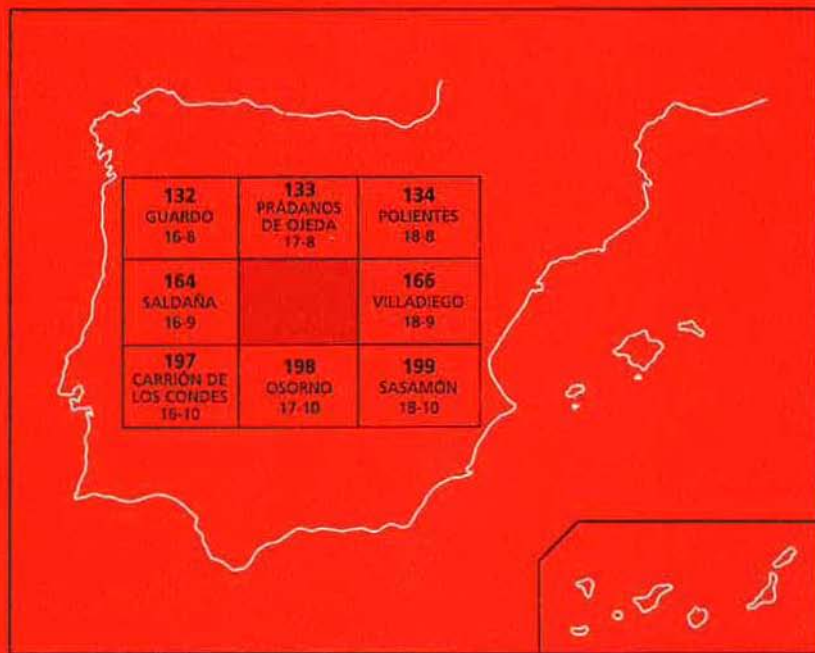 132
GUARDO
16-8
133
PRÁDANOS
DE OJEDA
17-8
134
POLIENTES
18-8
164
SALDAÑA
16-9
166
VILLADIEGO
18-9
197
CARRIÓN DE
LOS CONDES
16-10
198
OSORNO
17-10
199
SASAMÓN
18-10